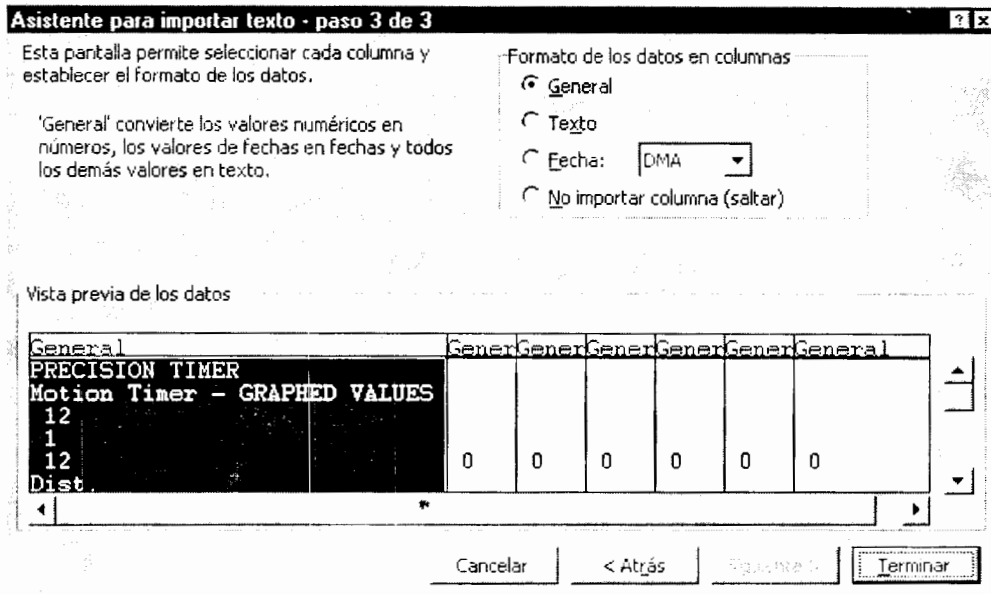 Asistente para importar texto - paso 3 de 3
Esta pantalla permite seleccionar cada columna y
establecer el formato de los datos.
'General' convierte los valores numéricos en
números, los valores de fechas en fechas y todos
los demás valores en texto.
Formato de los datos en columnas
General
Texto
Fecha: DMA
No importar columna (saltar)
Vista previa de los datos
General Gener Gener Gener Gener Gener General
PRECISION TIMER
Motion Timer - GRAPHED VALUES
12
1
12 0 0 0 0 0 0
Dist.
Cancelar < Atrás Siguiente > Terminar